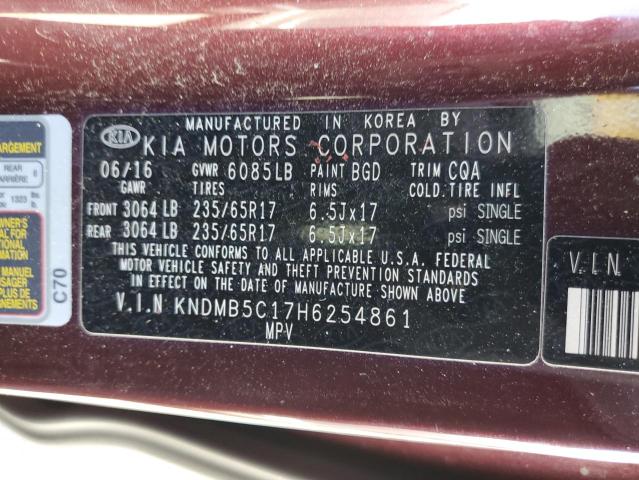 MANUFACTURED IN KOREA BY
KIA KIA MOTORS CORPORATION
06/16 GVWR 6085LB PAINT BGD TRIM CQA
GAWR TIRES RIMS COLD TIRE INFL
FRONT 3064 LB 235/65R17 6.5Jx17 psi SINGLE
REAR 3064 LB 235/65R17 6.5Jx17 psi SINGLE
THIS VEHICLE CONFORMS TO ALL APPLICABLE U.S.A. FEDERAL
MOTOR VEHICLE SAFETY AND THEFT PREVENTION STANDARDS
IN EFFECT ON THE DATE OF MANUFACTURE SHOWN ABOVE
V.I.N KNDMB5C17H6254861
MPV
V.I.N.
REAR
lbs.
C70